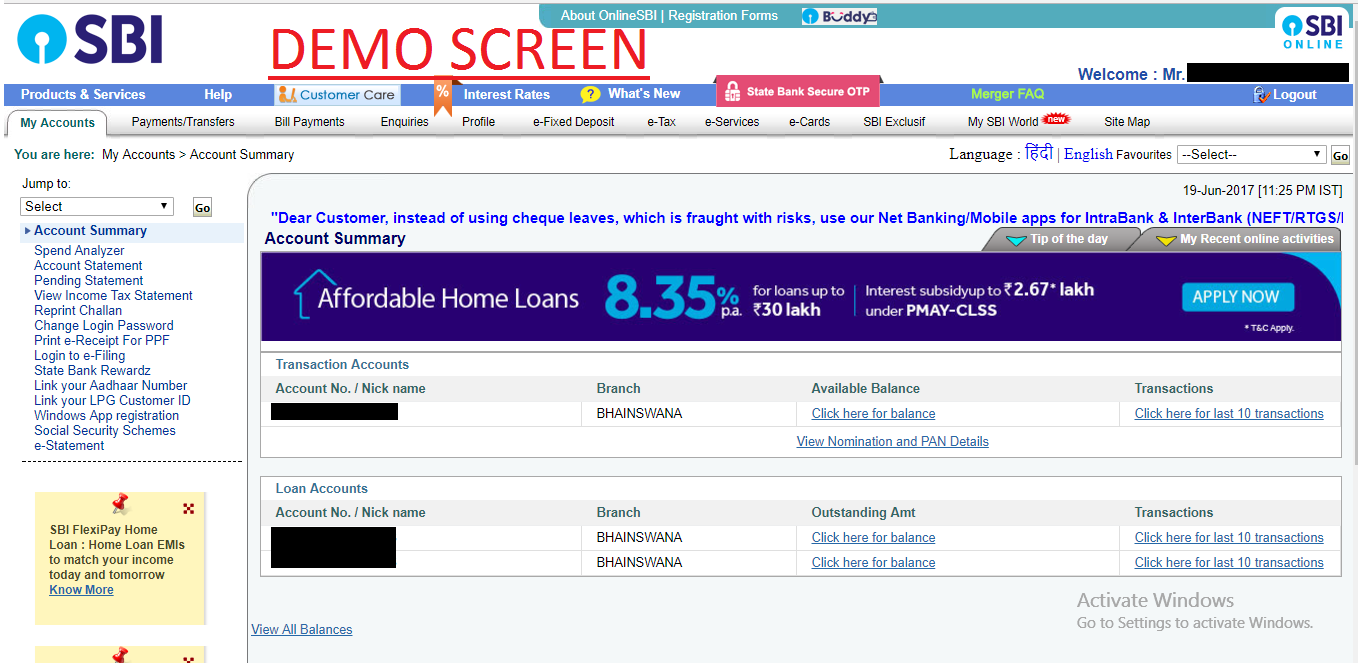 About OnlineSBI | Registration Forms
Buddy
SBI
DEMO SCREEN
SBI
ONLINE
Welcome : Mr.
Products & Services
Help
Customer Care
%
Interest Rates
?
What's New
State Bank Secure OTP
Merger FAQ
Logout
My Accounts
Payments/Transfers
Bill Payments
Enquiries
Profile
e-Fixed Deposit
e-Tax
e-Services
e-Cards
SBI Exclusif
My SBI World
new
Site Map
You are here: My Accounts > Account Summary
Language : हिंदी | English Favourites
--Select--
Go
Jump to:
Select
Go
Account Summary
Spend Analyzer
Account Statement
Pending Statement
View Income Tax Statement
Reprint Challan
Change Login Password
Print e-Receipt For PPF
Login to e-Filing
State Bank Rewardz
Link your Aadhaar Number
Link your LPG Customer ID
Windows App registration
Social Security Schemes
e-Statement
SBI FlexiPay Home
Loan : Home Loan EMIs
to match your income
today and tomorrow
Know More
19-Jun-2017 [11:25 PM IST]
"Dear Customer, instead of using cheque leaves, which is fraught with risks, use our Net Banking/Mobile apps for IntraBank & InterBank (NEFT/RTGS/
Account Summary
Tip of the day
My Recent online activities
Affordable Home Loans
8.35% p.a.
for loans up to
₹30 lakh
Interest subsidyup to ₹2.67* lakh
under PMAY-CLSS
APPLY NOW
* T&C Apply.
Transaction Accounts
Account No. / Nick name
Branch
Available Balance
Transactions
BHAINSWANA
Click here for balance
Click here for last 10 transactions
View Nomination and PAN Details
Loan Accounts
Account No. / Nick name
Branch
Outstanding Amt
Transactions
BHAINSWANA
Click here for balance
Click here for last 10 transactions
BHAINSWANA
Click here for balance
Click here for last 10 transactions
View All Balances
Activate Windows
Go to Settings to activate Windows.